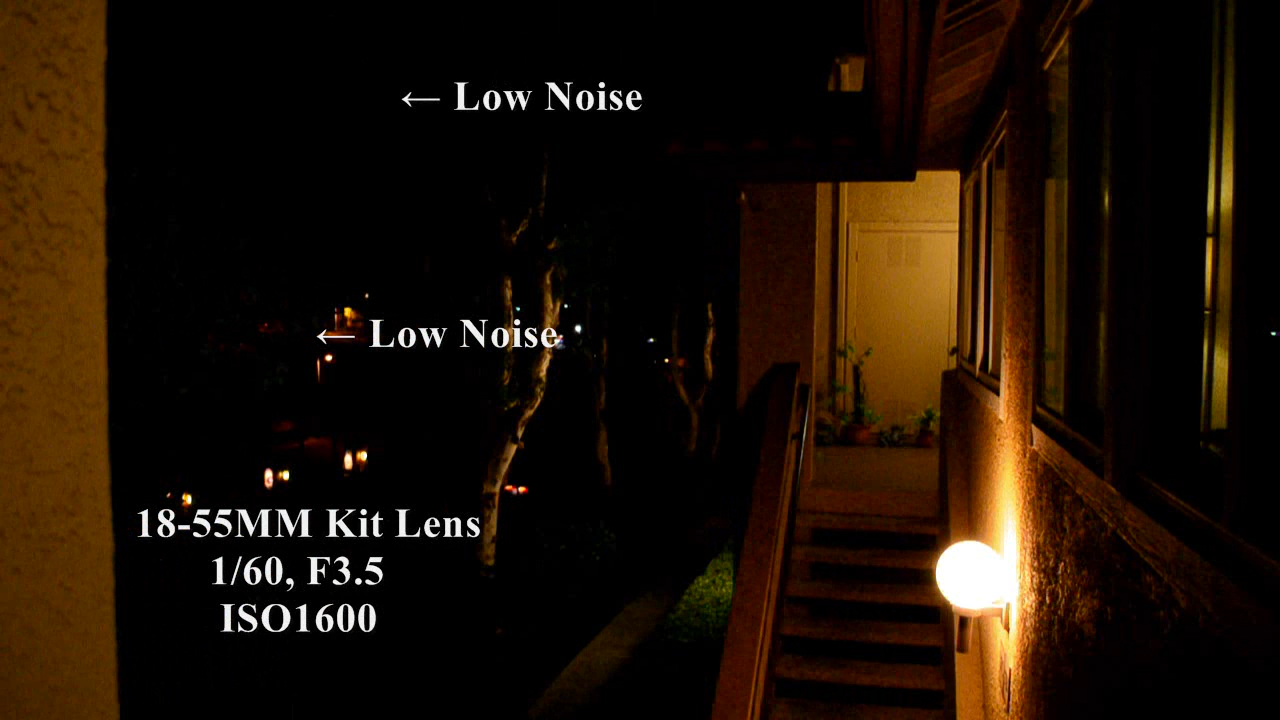 ← Low Noise
← Low Noise
18-55MM Kit Lens
1/60, F3.5
ISO1600